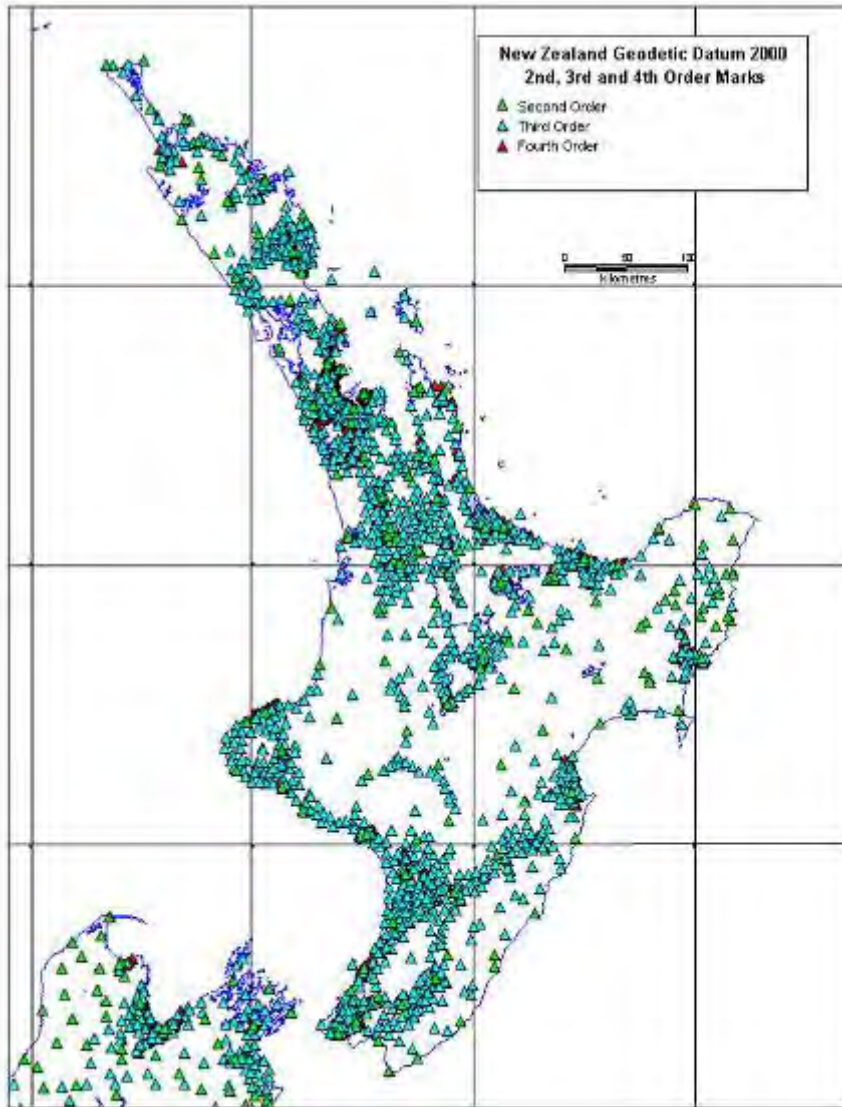 New Zealand Geodetic Datum 2000
2nd, 3rd and 4th Order Marks
Second Order
Third Order
Fourth Order
0 50 100
kilometres